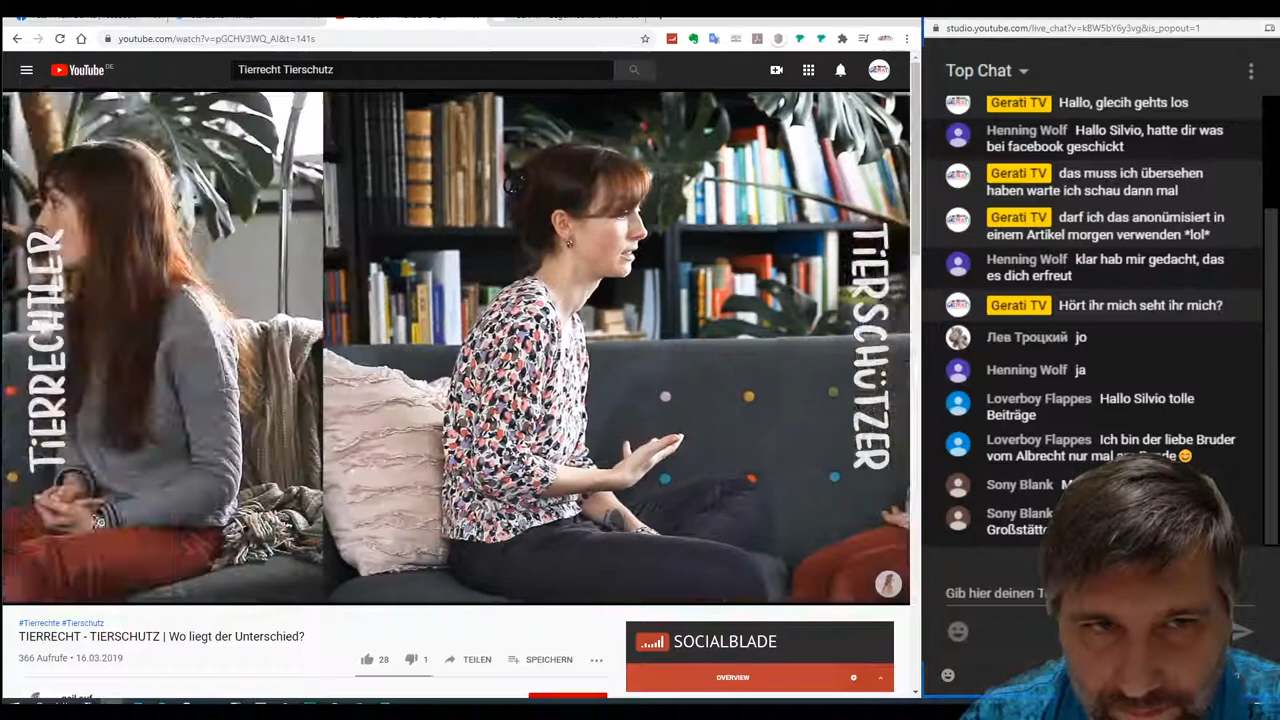 youtube.com/watch?v=pGCHV3WQ_AI&t=141s
studio.youtube.com/live_chat?v=kBW5bY6y3vg&is_popout=1
YouTube DE
Tierrecht Tierschutz
GERATI
Top Chat
TiERRECHTLER
TiERSCHÜTZER
Gerati TV Hallo, glecih gehts los
Henning Wolf Hallo Silvio, hatte dir was
bei facebook geschickt
Gerati TV das muss ich übersehen
haben warte ich schau dann mal
Gerati TV darf ich das anonümisiert in
einem Artikel morgen verwenden *lol*
Henning Wolf klar hab mir gedacht, das
es dich erfreut
Gerati TV Hört ihr mich seht ihr mich?
Лев Троцкий jo
Henning Wolf ja
Loverboy Flappes Hallo Silvio tolle
Beiträge
Loverboy Flappes Ich bin der liebe Bruder
vom Albrecht nur mal am
Sony Blank
Sony Blank
Gib hier deinen
#Tierrechte #Tierschutz
TIERRECHT - TIERSCHUTZ | Wo liegt der Unterschied?
366 Aufrufe • 16.03.2019
28
1
TEILEN
SPEICHERN
SOCIALBLADE
OVERVIEW